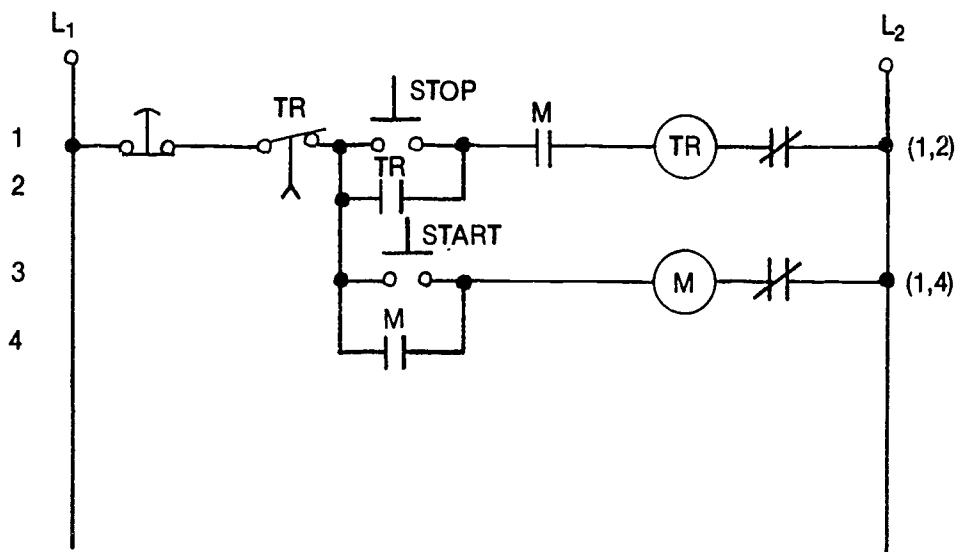 L1 L2
STOP
TR M
1 TR (1,2)
TR
2
START
3 M (1,4)
M
4